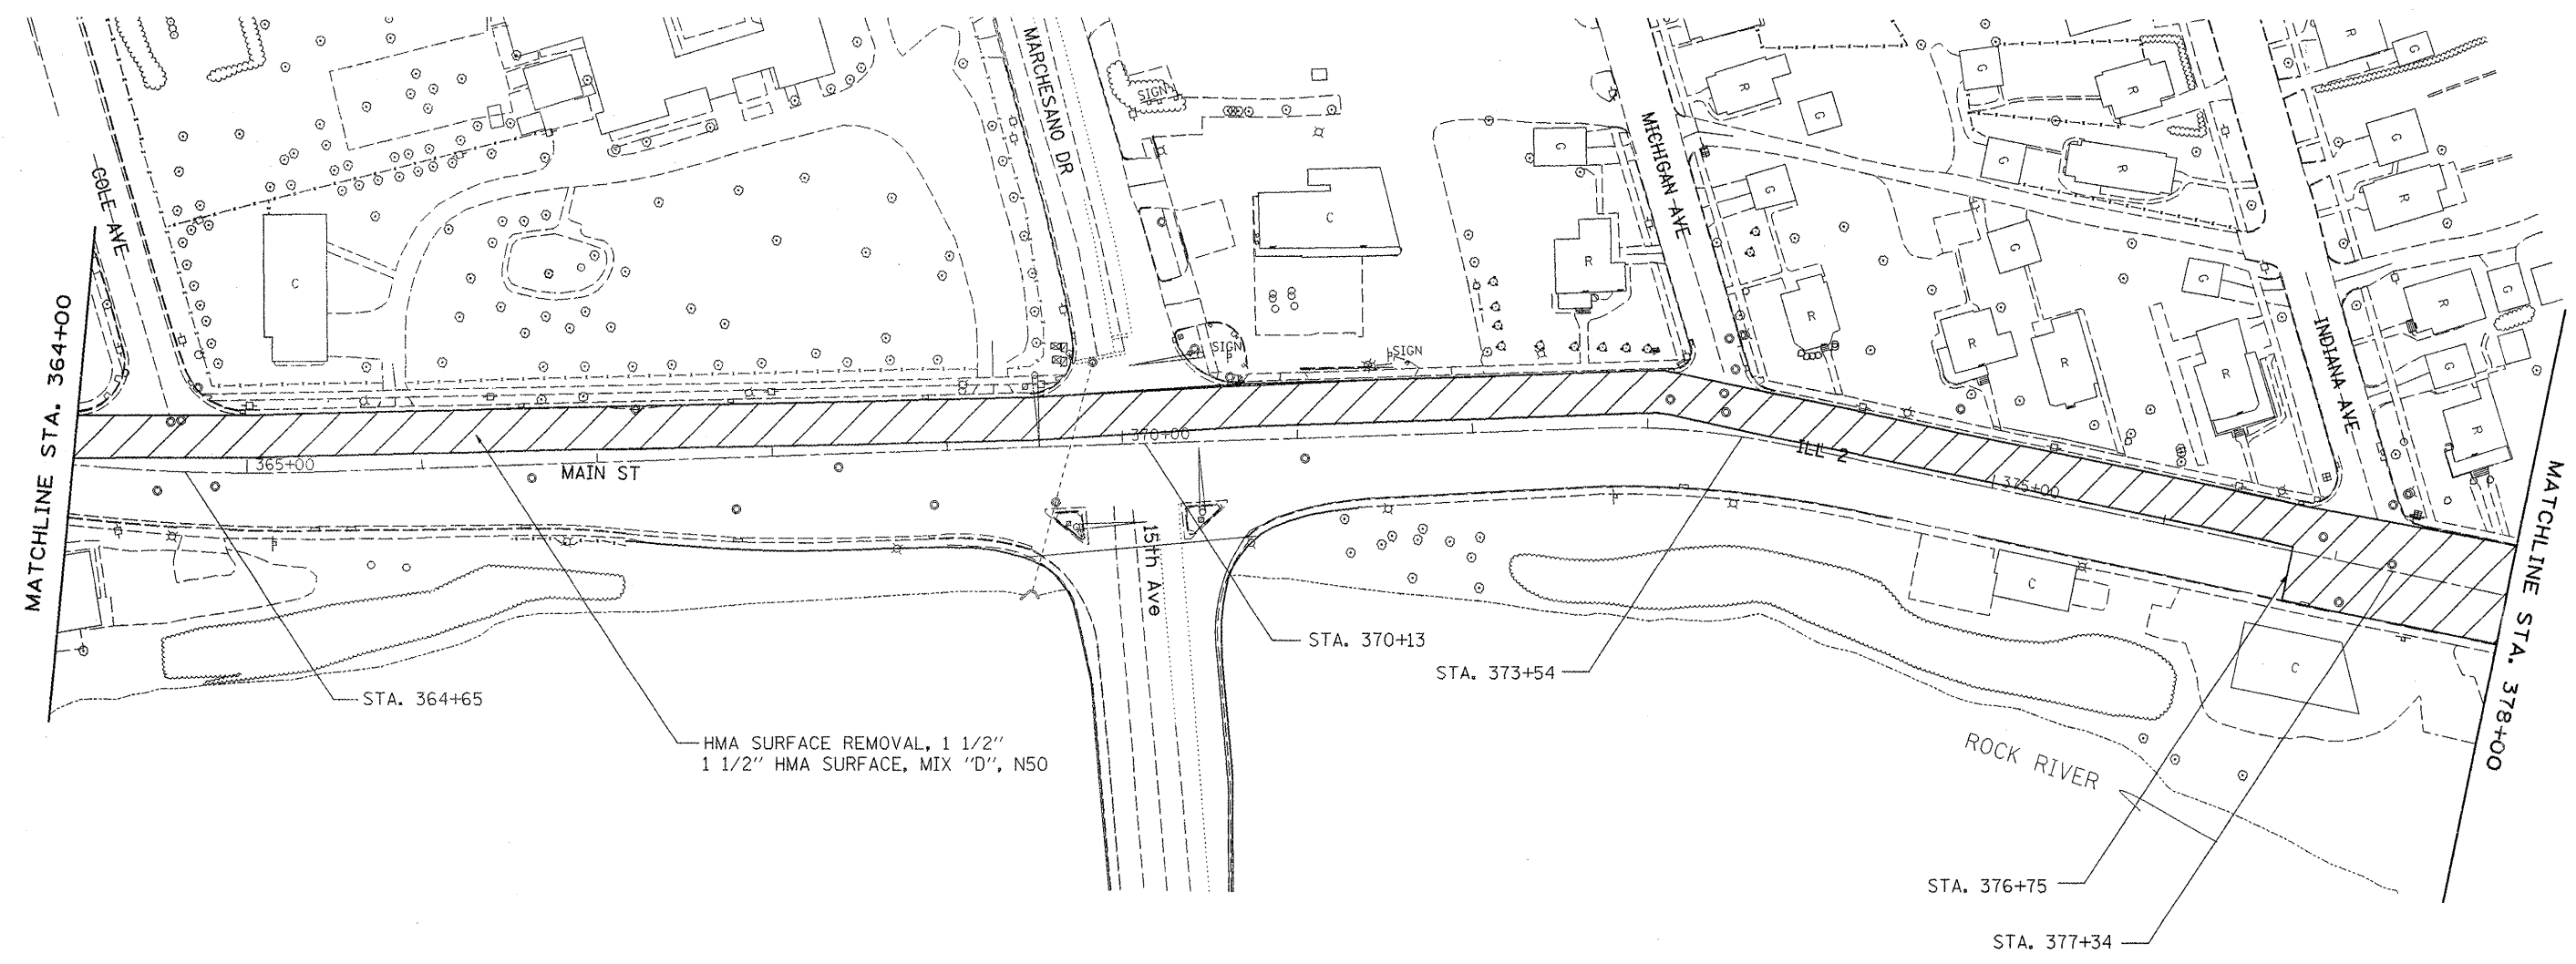 MARCHESANO DR
SIGN
MICHIGAN AVE
COLE AVE
INDIANA AVE
R
G
R
G
G
R
G
G
R
G
R
C
G
R
C
G
G
R
G
R
R
R
R
G
R
SIGN
SIGN
MATCHLINE STA. 364+00
365+00
MAIN ST
370+00
ILL 2
375+00
15th Ave
MATCHLINE STA. 378+00
C
C
STA. 370+13
STA. 373+54
STA. 364+65
HMA SURFACE REMOVAL, 1 1/2"
1 1/2" HMA SURFACE, MIX "D", N50
ROCK RIVER
STA. 376+75
STA. 377+34